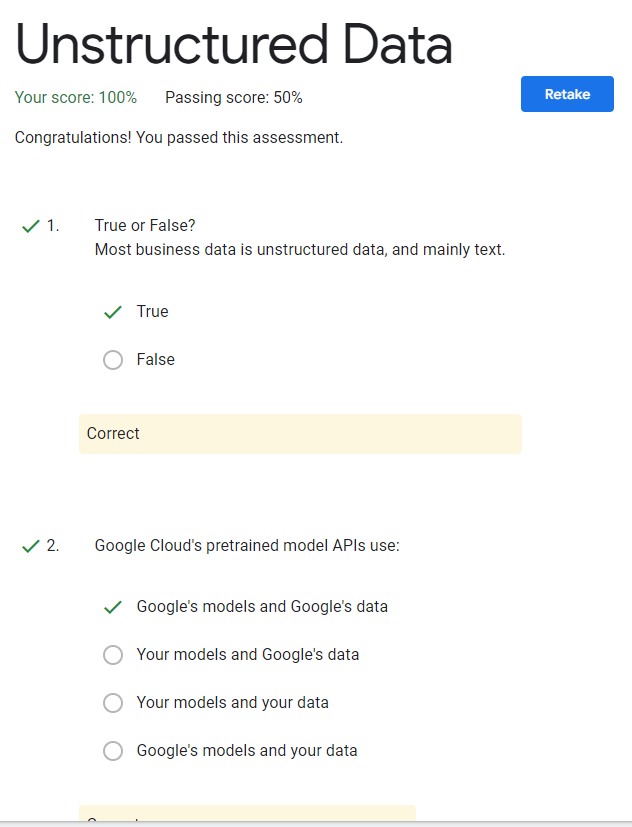 Unstructured Data
Your score: 100% Passing score: 50%
Retake
Congratulations! You passed this assessment.
1. True or False?
Most business data is unstructured data, and mainly text.
True
False
Correct
2. Google Cloud's pretrained model APIs use:
Google's models and Google's data
Your models and Google's data
Your models and your data
Google's models and your data